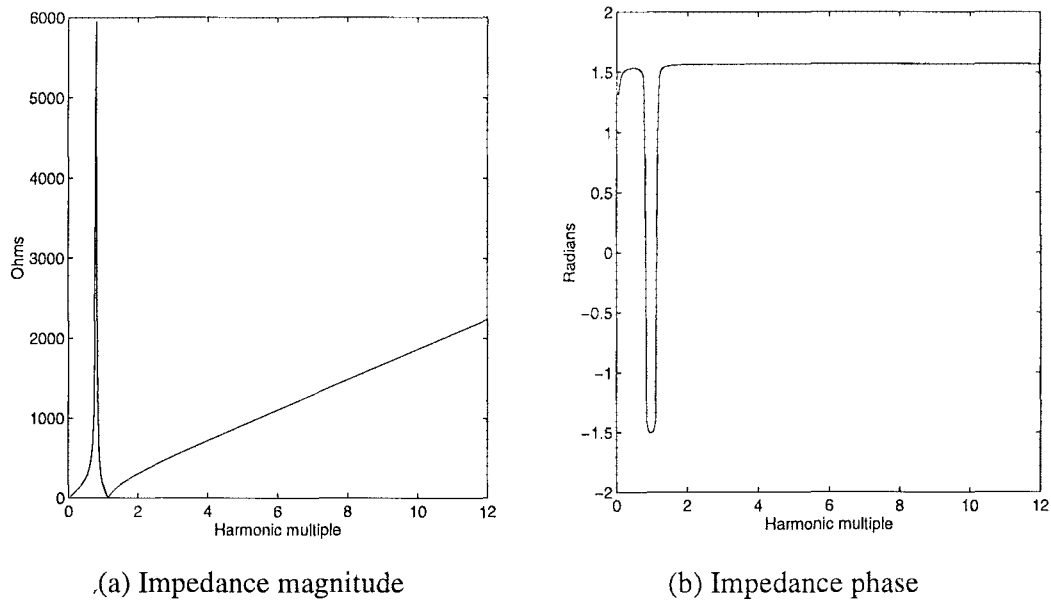 6000
5000
4000
3000
2000
1000
0
Ohms
0 2 4 6 8 10 12
Harmonic multiple
(a) Impedance magnitude
2
1.5
1
0.5
0
−0.5
−1
−1.5
−2
Radians
0 2 4 6 8 10 12
Harmonic multiple
(b) Impedance phase